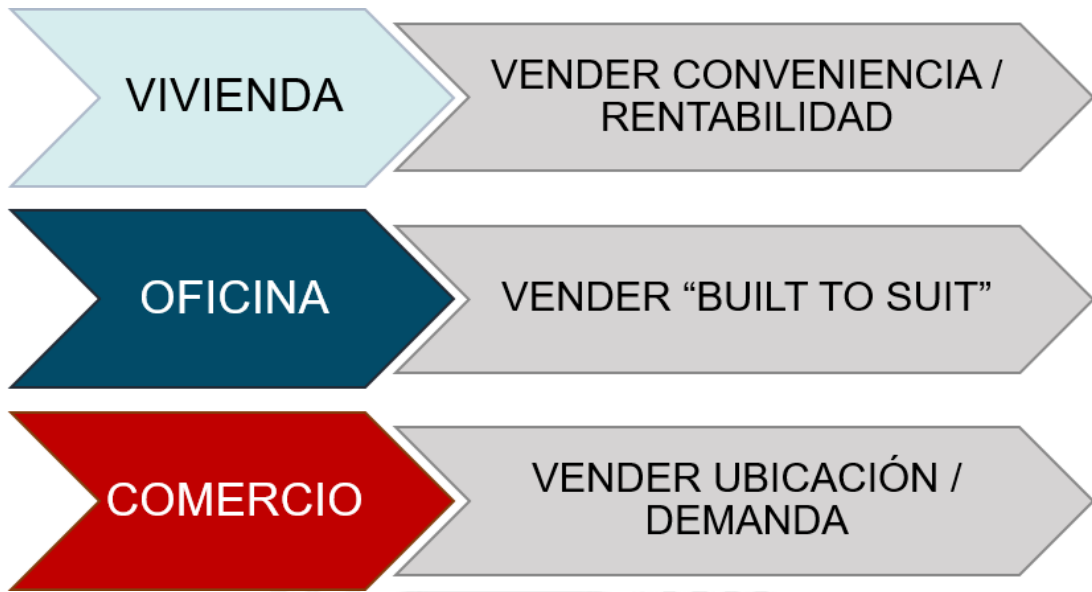 VIVIENDA
VENDER CONVENIENCIA /
RENTABILIDAD
OFICINA
VENDER “BUILT TO SUIT”
COMERCIO
VENDER UBICACIÓN /
DEMANDA